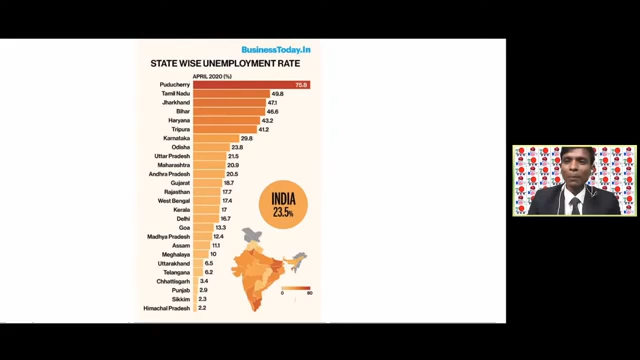 BusinessToday.In
STATE WISE UNEMPLOYMENT RATE
APRIL 2020 (%)
Puducherry 75.8
Tamil Nadu 49.8
Jharkhand 47.1
Bihar 46.6
Haryana 43.2
Tripura 41.2
Karnataka 29.8
Odisha 23.8
Uttar Pradesh 21.5
Maharashtra 20.9
Andhra Pradesh 20.5
Gujarat 18.7
Rajasthan 17.7
West Bengal 17.4
Kerala 17
Delhi 16.7
Goa 13.3
Madhya Pradesh 12.4
Assam 11.1
Meghalaya 10
Uttarakhand 6.5
Telangana 6.2
Chhattisgarh 3.4
Punjab 2.9
Sikkim 2.3
Himachal Pradesh 2.2
INDIA
23.5%
0 80